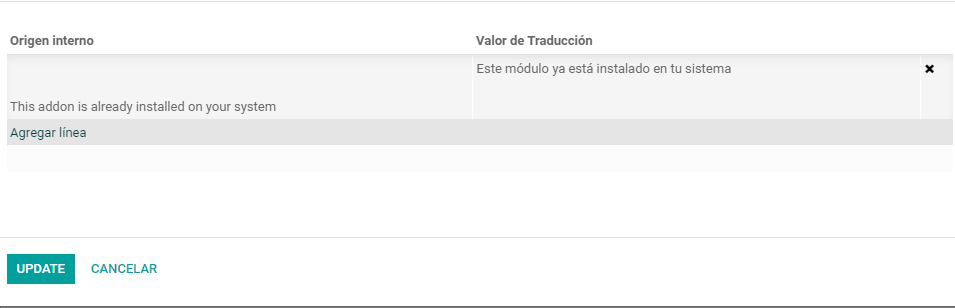 Origen interno
Valor de Traducción
Este módulo ya está instalado en tu sistema
This addon is already installed on your system
Agregar línea
UPDATE
CANCELAR